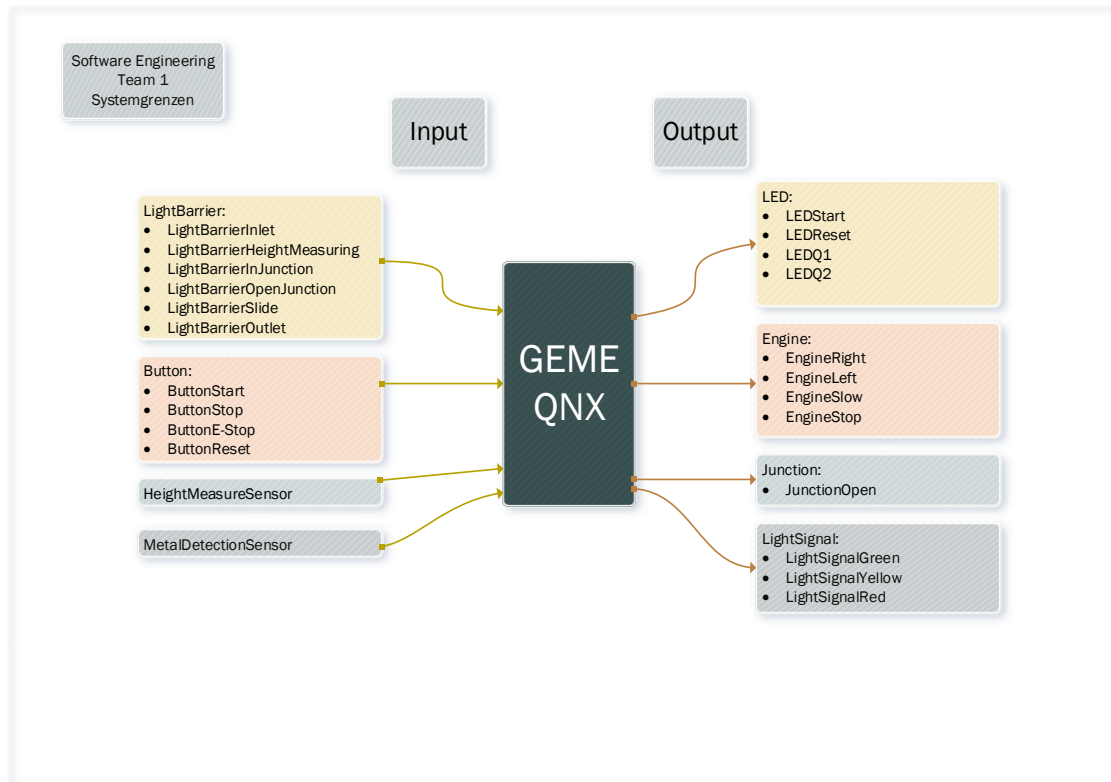 Software Engineering
Team 1
Systemgrenzen
Input
Output
LightBarrier:
• LightBarrierInlet
• LightBarrierHeightMeasuring
• LightBarrierInJunction
• LightBarrierOpenJunction
• LightBarrierSlide
• LightBarrierOutlet
Button:
• ButtonStart
• ButtonStop
• ButtonE-Stop
• ButtonReset
HeightMeasureSensor
MetalDetectionSensor
GEME
QNX
LED:
• LEDStart
• LEDReset
• LEDQ1
• LEDQ2
Engine:
• EngineRight
• EngineLeft
• EngineSlow
• EngineStop
Junction:
• JunctionOpen
LightSignal:
• LightSignalGreen
• LightSignalYellow
• LightSignalRed